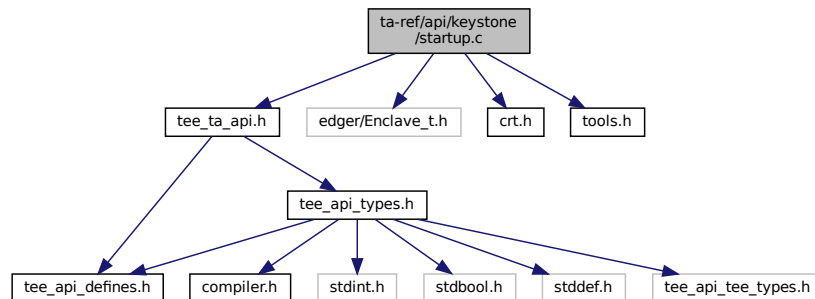 ta-ref/api/keystone
/startup.c
tee_ta_api.h
edger/Enclave_t.h
crt.h
tools.h
tee_api_types.h
tee_api_defines.h
compiler.h
stdint.h
stdbool.h
stddef.h
tee_api_tee_types.h